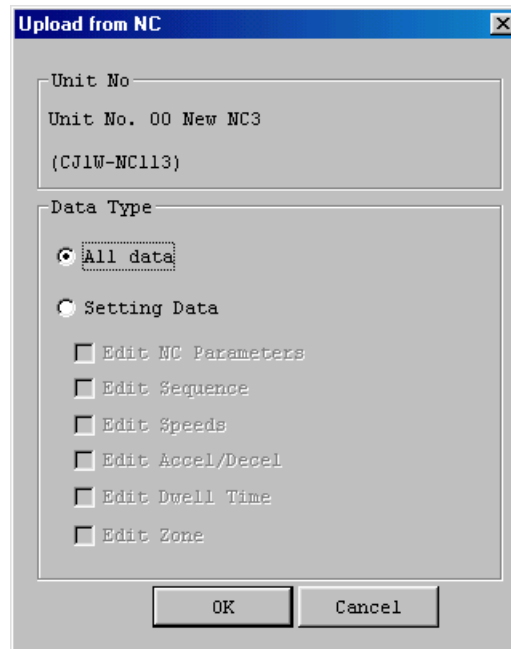 Upload from NC
Unit No
Unit No. 00 New NC3
(CJ1W-NC113)
Data Type
All data
Setting Data
Edit NC Parameters
Edit Sequence
Edit Speeds
Edit Accel/Decel
Edit Dwell Time
Edit Zone
OK
Cancel